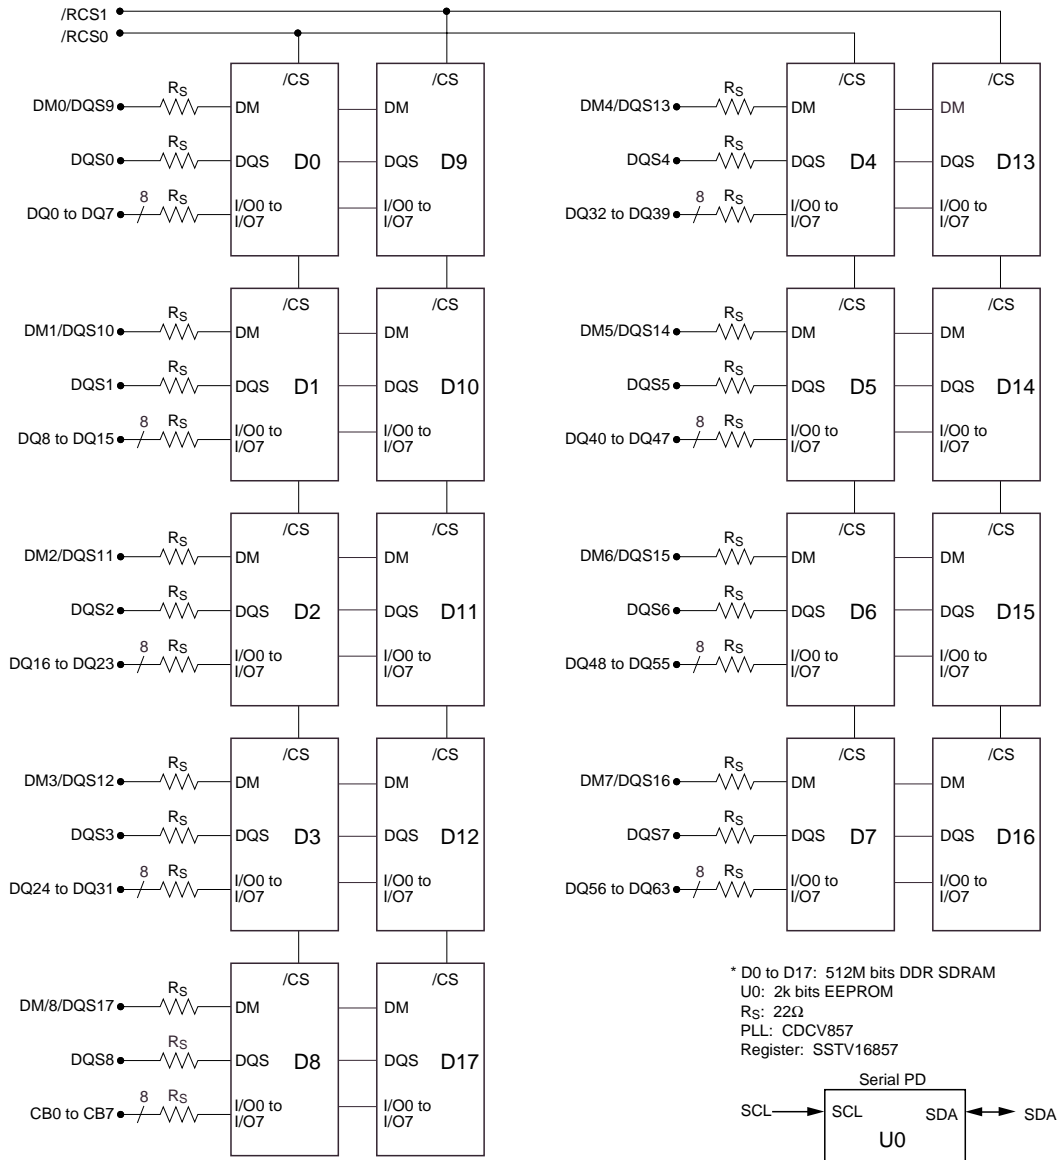 /RCS1
/RCS0
/CS /CS /CS /CS
DM0/DQS9 RS DM DM4/DQS13 RS DM DM
DQS0 RS DQS D0 DQS D9 DQS4 RS DQS D4 DQS D13
DQ0 to DQ7 8 RS I/O0 to I/O7 I/O0 to I/O7 DQ32 to DQ39 8 RS I/O0 to I/O7 I/O0 to I/O7
/CS /CS /CS /CS
DM1/DQS10 RS DM DM DM5/DQS14 RS DM DM
DQS1 RS DQS D1 DQS D10 DQS5 RS DQS D5 DQS D14
DQ8 to DQ15 8 RS I/O0 to I/O7 I/O0 to I/O7 DQ40 to DQ47 8 RS I/O0 to I/O7 I/O0 to I/O7
/CS /CS /CS /CS
DM2/DQS11 RS DM DM DM6/DQS15 RS DM DM
DQS2 RS DQS D2 DQS D11 DQS6 RS DQS D6 DQS D15
DQ16 to DQ23 8 RS I/O0 to I/O7 I/O0 to I/O7 DQ48 to DQ55 8 RS I/O0 to I/O7 I/O0 to I/O7
/CS /CS /CS /CS
DM3/DQS12 RS DM DM DM7/DQS16 RS DM DM
DQS3 RS DQS D3 DQS D12 DQS7 RS DQS D7 DQS D16
DQ24 to DQ31 8 RS I/O0 to I/O7 I/O0 to I/O7 DQ56 to DQ63 8 RS I/O0 to I/O7 I/O0 to I/O7
/CS /CS
DM/8/DQS17 RS DM DM
DQS8 RS DQS D8 DQS D17
CB0 to CB7 8 RS I/O0 to I/O7 I/O0 to I/O7
* D0 to D17: 512M bits DDR SDRAM
U0: 2k bits EEPROM
RS: 22Ω
PLL: CDCV857
Register: SSTV16857
Serial PD
SCL SCL SDA SDA
U0